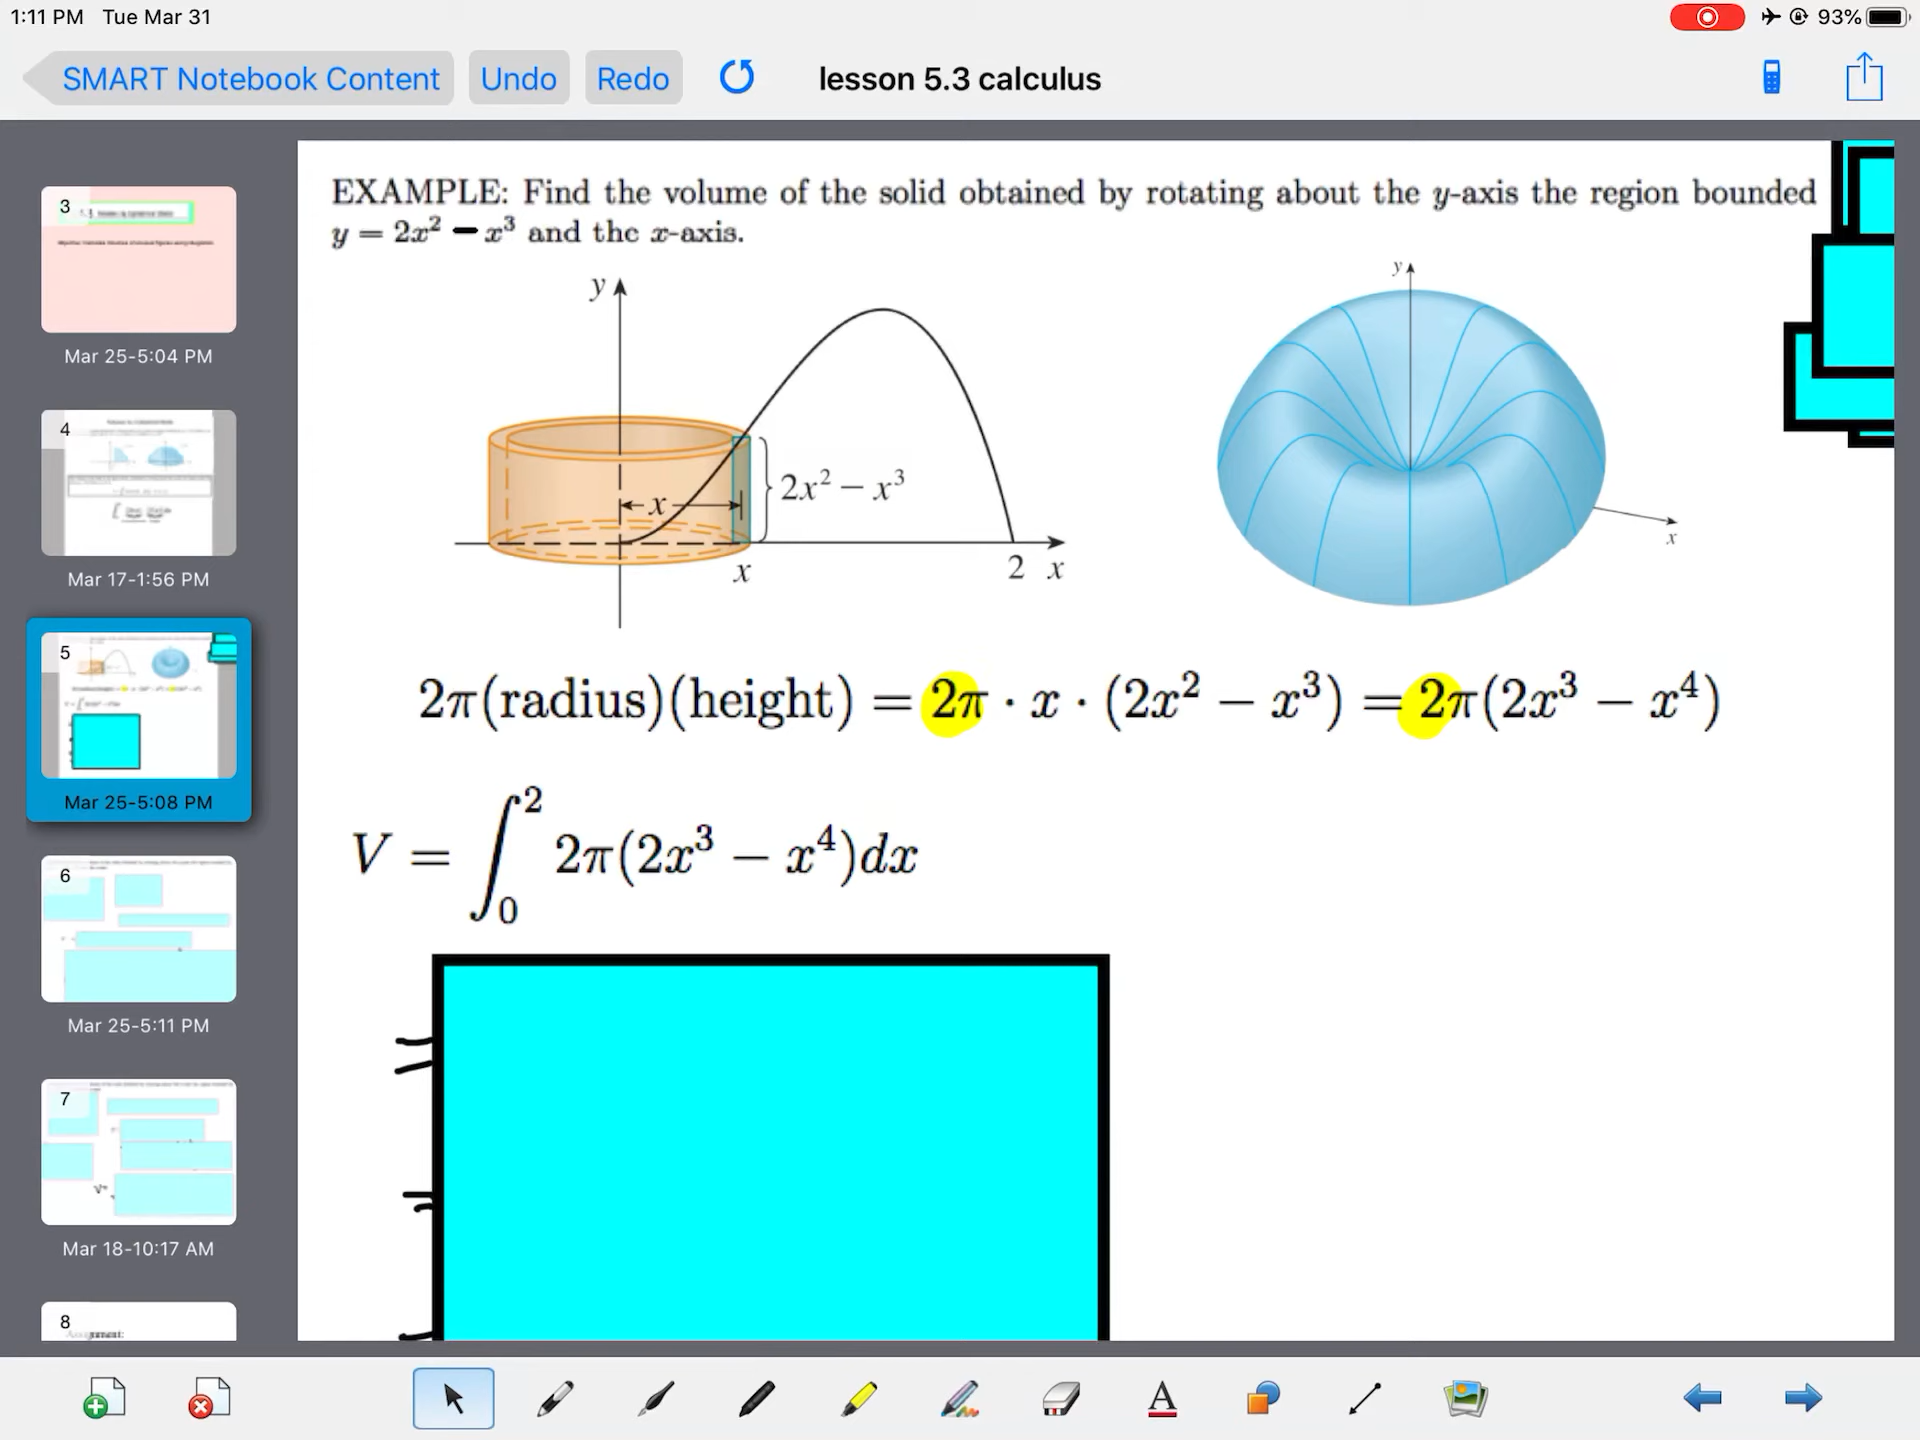 1:11 PM Tue Mar 31 93%
SMART Notebook Content Undo Redo lesson 5.3 calculus
3
Mar 25-5:04 PM
4
Mar 17-1:56 PM
5
Mar 25-5:08 PM
6
Mar 25-5:11 PM
7
Mar 18-10:17 AM
8
EXAMPLE: Find the volume of the solid obtained by rotating about the y-axis the region bounded
y = 2x² − x³ and the x-axis.
y
x
2x² − x³
x
2 x
y
x
2π(radius)(height) = 2π · x · (2x² − x³) = 2π(2x³ − x⁴)
V = ∫₀² 2π(2x³ − x⁴)dx
=
=
A